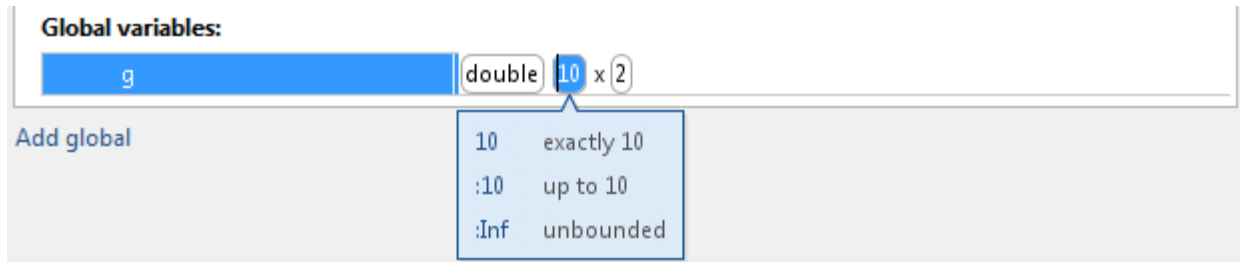 Global variables:
g double 10 x 2
Add global
10 exactly 10
:10 up to 10
:Inf unbounded